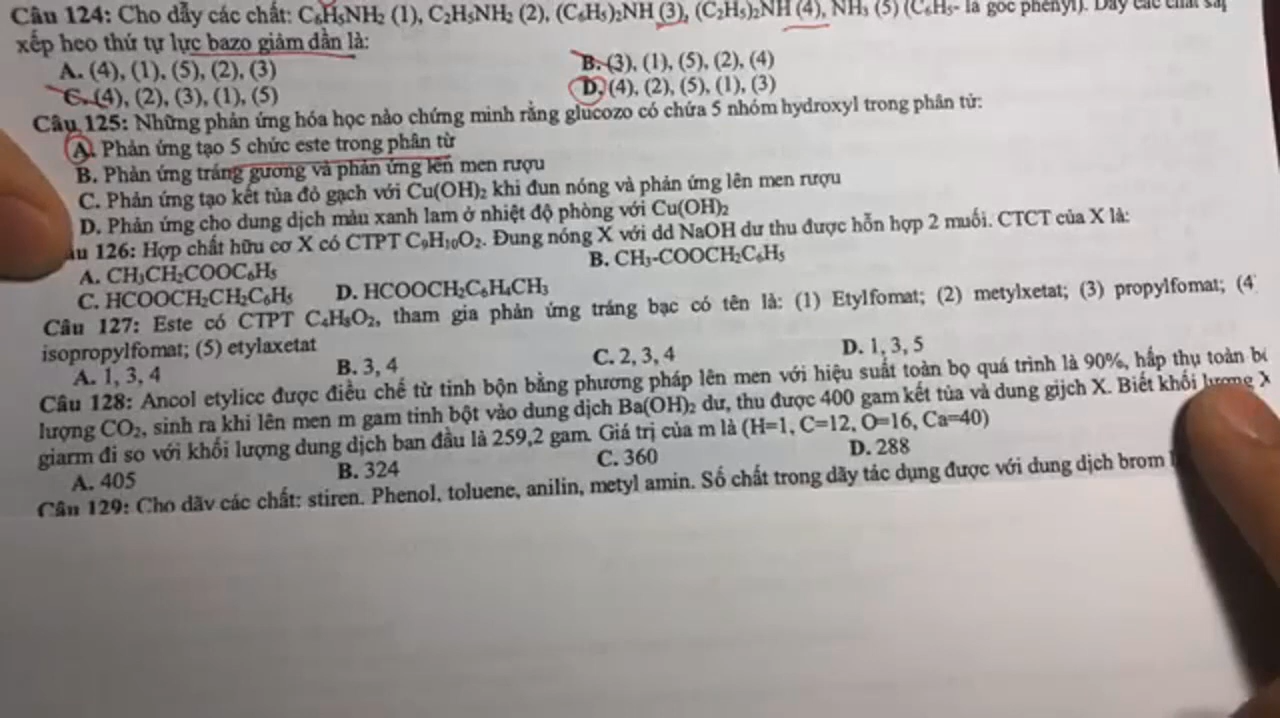 Câu 124: Cho dãy các chất: C₆H₅NH₂ (1), C₂H₅NH₂ (2), (C₆H₅)₂NH (3), (C₂H₅)₂NH (4), NH₃ (5) (C₆H₅- là gốc phenyl). Dãy các chất
xếp heo thứ tự lực bazo giảm dần là:
A. (4), (1), (5), (2), (3) B. (3), (1), (5), (2), (4)
C. (4), (2), (3), (1), (5) D. (4), (2), (5), (1), (3)
Câu 125: Những phản ứng hóa học nào chứng minh rằng glucozo có chứa 5 nhóm hydroxyl trong phân tử:
A. Phản ứng tạo 5 chức este trong phân tử
B. Phản ứng tráng gương và phản ứng lên men rượu
C. Phản ứng tạo kết tủa đỏ gạch với Cu(OH)₂ khi đun nóng và phản ứng lên men rượu
D. Phản ứng cho dung dịch màu xanh lam ở nhiệt độ phòng với Cu(OH)₂
u 126: Hợp chất hữu cơ X có CTPT C₉H₁₀O₂. Đung nóng X với dd NaOH dư thu được hỗn hợp 2 muối. CTCT của X là:
A. CH₃CH₂COOC₆H₅ B. CH₃-COOCH₂C₆H₅
C. HCOOCH₂CH₂C₆H₅ D. HCOOCH₂C₆H₄CH₃
Câu 127: Este có CTPT C₄H₈O₂, tham gia phản ứng tráng bạc có tên là: (1) Etylfomat; (2) metylxetat; (3) propylfomat; (4
isopropylfomat; (5) etylaxetat
A. 1, 3, 4 B. 3, 4 C. 2, 3, 4 D. 1, 3, 5
Câu 128: Ancol etylicc được điều chế từ tinh bộn bằng phương pháp lên men với hiệu suất toàn bọ quá trình là 90%, hấp thụ toàn
lượng CO₂, sinh ra khi lên men m gam tinh bột vào dung dịch Ba(OH)₂ dư, thu được 400 gam kết tủa và dung gijch X. Biết khối lượng X
giarm đi so với khối lượng dung dịch ban đầu là 259,2 gam. Giá trị của m là (H=1, C=12, O=16, Ca=40)
A. 405 B. 324 C. 360 D. 288
Câu 129: Cho dãy các chất: stiren. Phenol, toluene, anilin, metyl amin. Số chất trong dãy tác dụng được với dung dịch brom